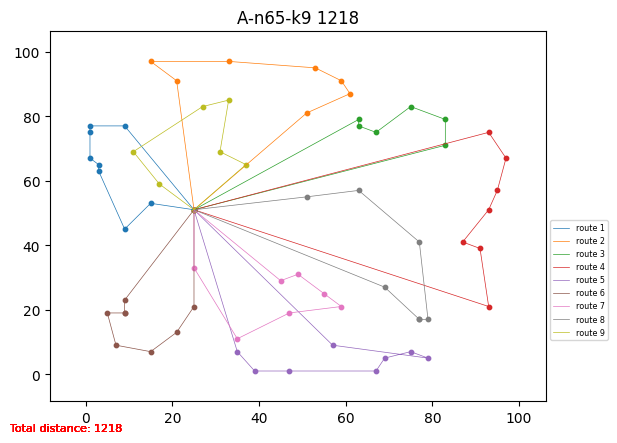 A-n65-k9 1218
100
80
60
40
20
0
0 20 40 60 80 100
route 1
route 2
route 3
route 4
route 5
route 6
route 7
route 8
route 9
Total distance: 1218